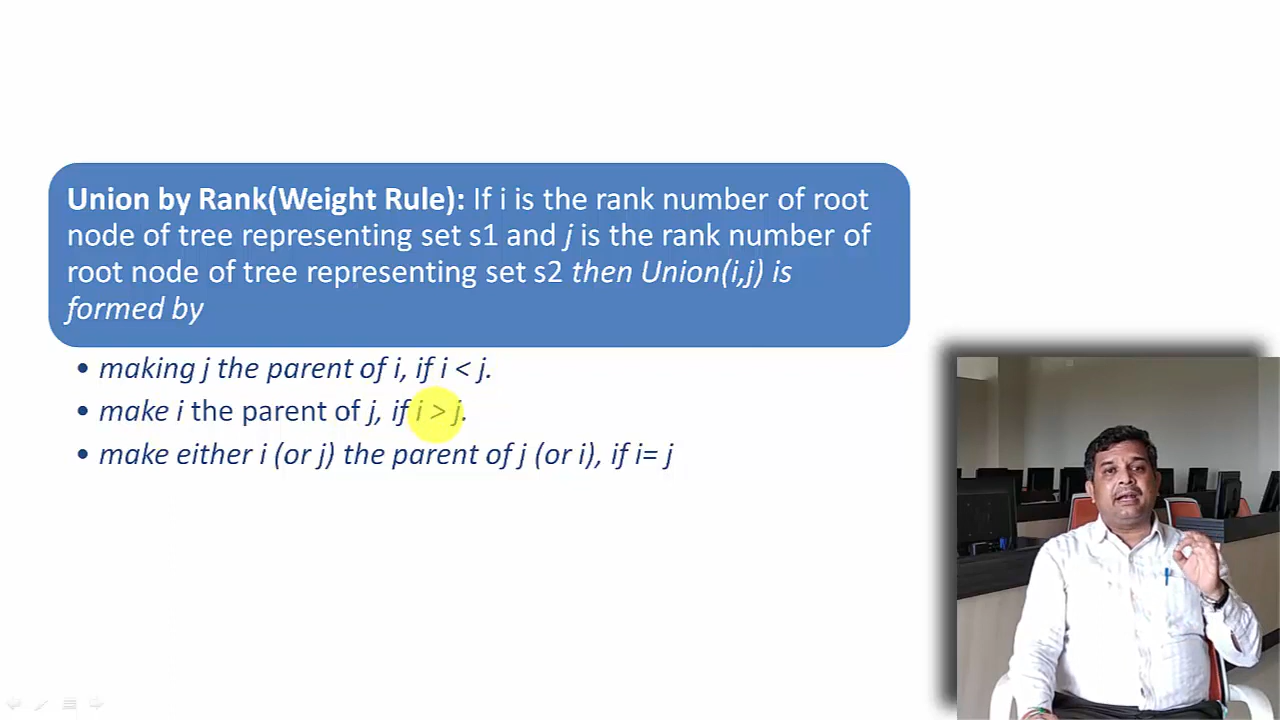 Union by Rank(Weight Rule): If i is the rank number of root
node of tree representing set s1 and j is the rank number of
root node of tree representing set s2 then Union(i,j) is
formed by
• making j the parent of i, if i < j.
• make i the parent of j, if i > j.
• make either i (or j) the parent of j (or i), if i= j